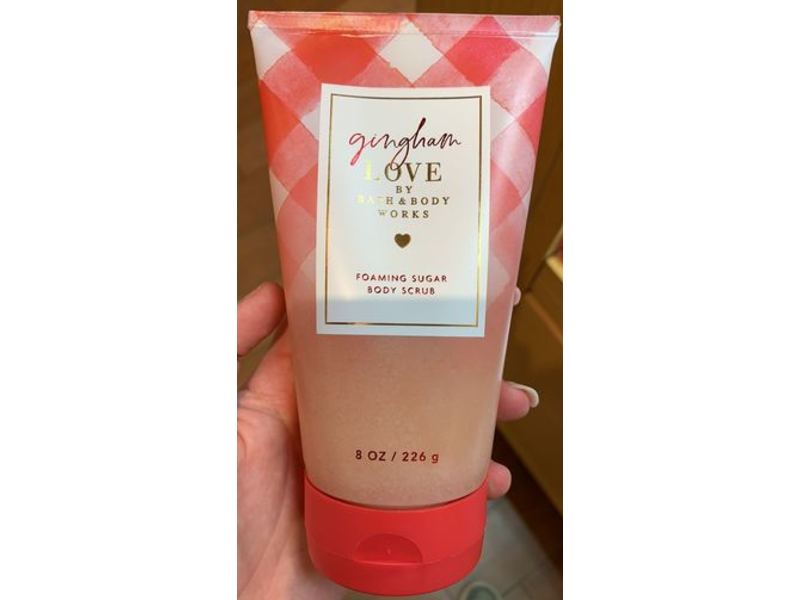 gingham
LOVE
BY
BATH & BODY
WORKS
FOAMING SUGAR
BODY SCRUB
8 OZ / 226 g